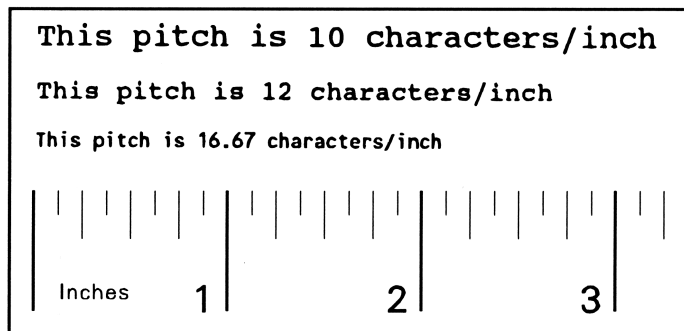 This pitch is 10 characters/inch
This pitch is 12 characters/inch
This pitch is 16.67 characters/inch
Inches 1 2 3